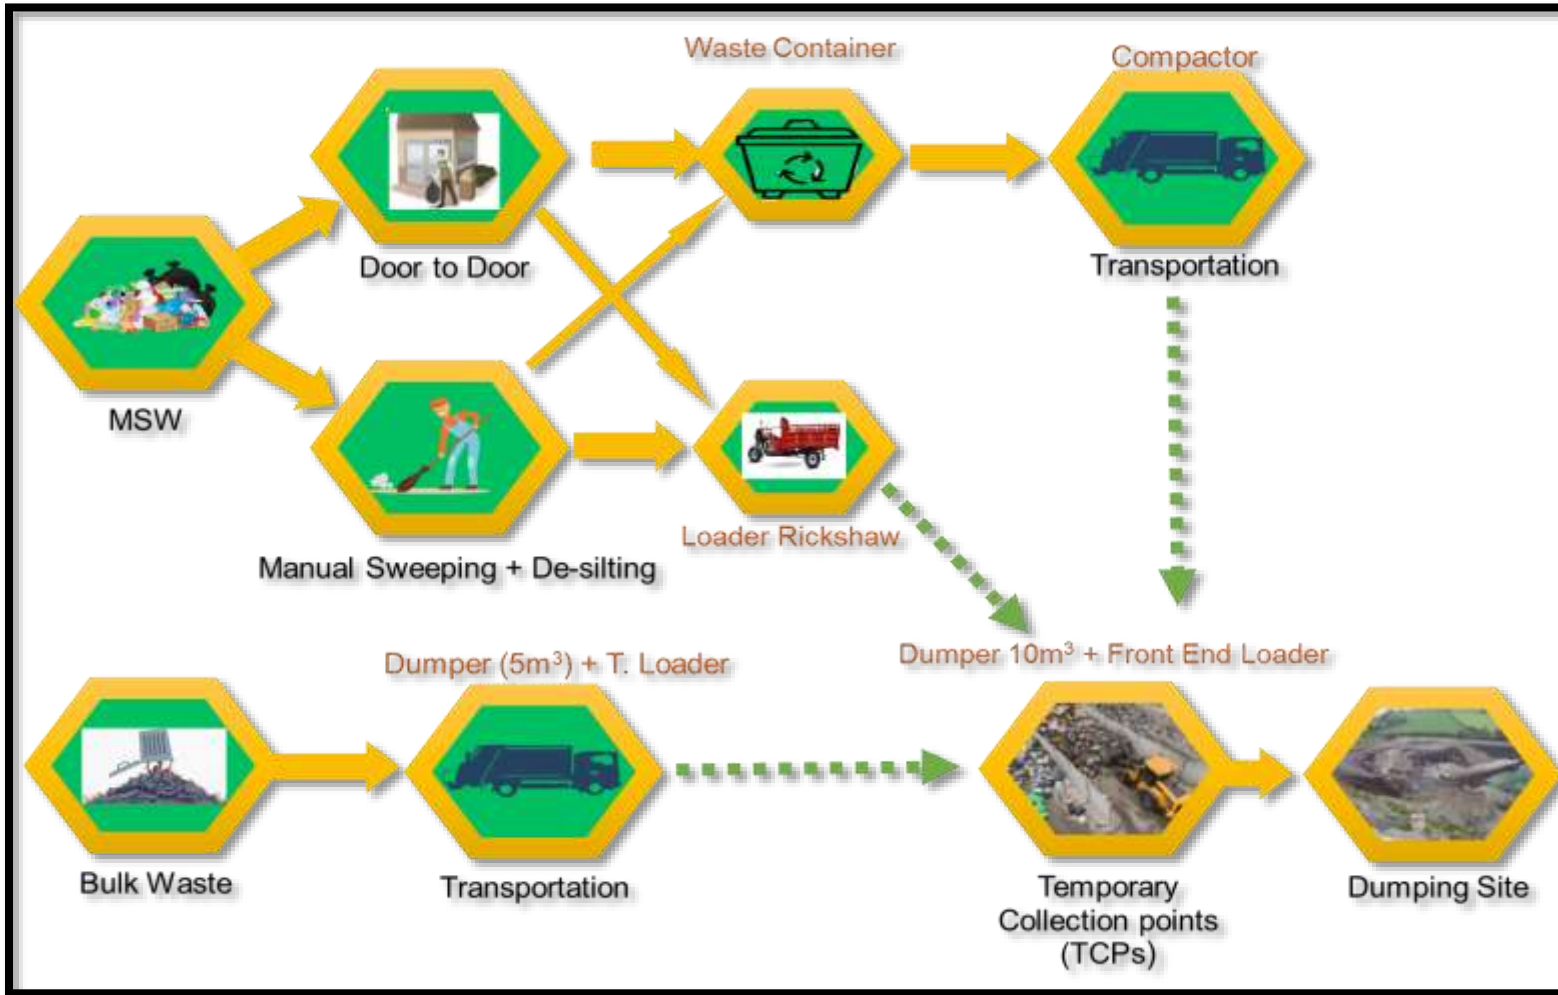 Waste Container
Compactor
Door to Door
Transportation
MSW
Loader Rickshaw
Manual Sweeping + De-silting
Dumper (5m³) + T. Loader
Dumper 10m³ + Front End Loader
Bulk Waste
Transportation
Temporary
Collection points
(TCPs)
Dumping Site